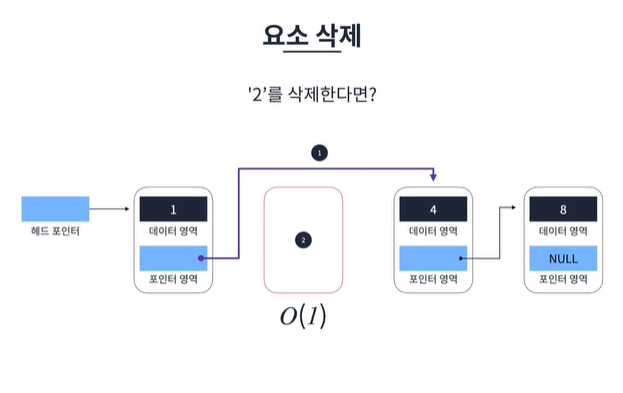 요소 삭제
'2'를 삭제한다면?
1
1
4
8
헤드 포인터
데이터 영역
데이터 영역
데이터 영역
2
NULL
포인터 영역
포인터 영역
포인터 영역
O(1)